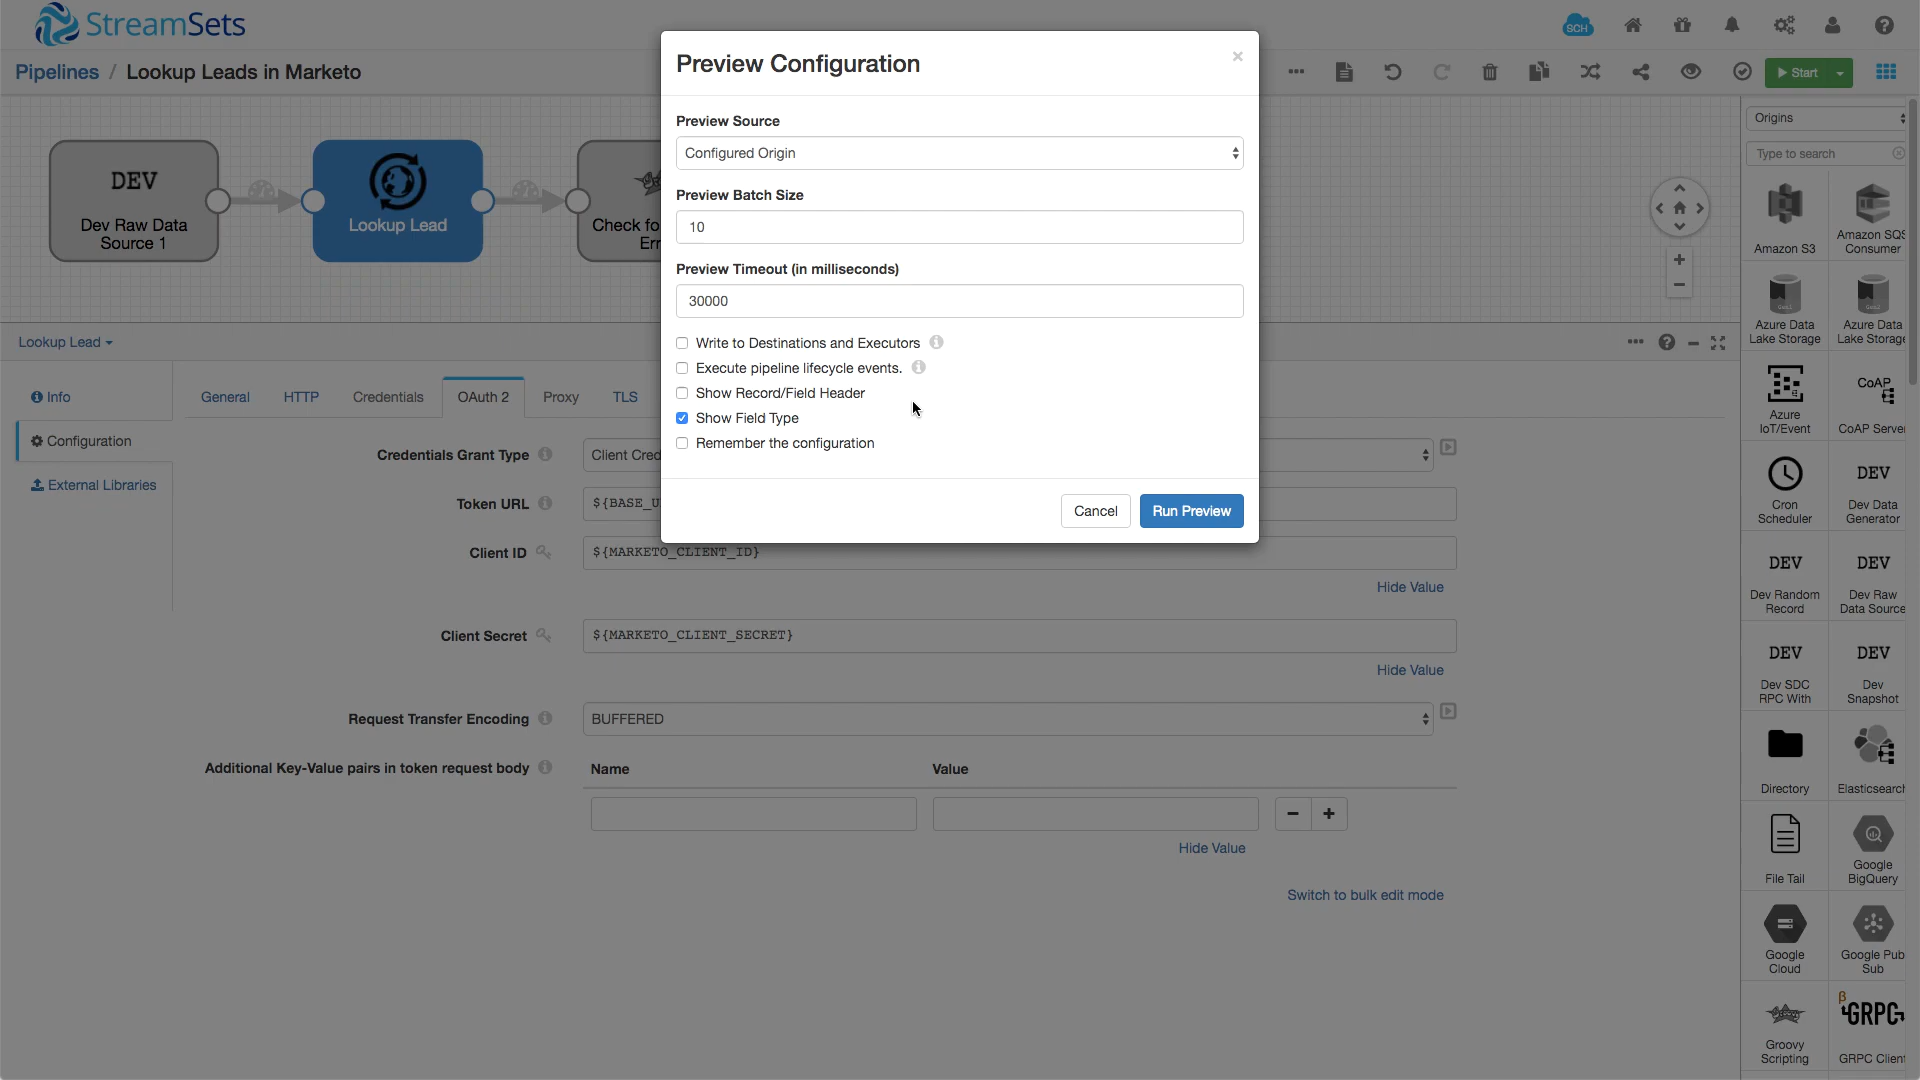 StreamSets
SCH
Pipelines / Lookup Leads in Marketo
Start
Preview Configuration
×
Preview Source
Configured Origin
Preview Batch Size
10
Preview Timeout (in milliseconds)
30000
Write to Destinations and Executors
Execute pipeline lifecycle events.
Show Record/Field Header
Show Field Type
Remember the configuration
Cancel
Run Preview
DEV
Dev Raw Data
Source 1
Lookup Lead
Check fo
Err
Lookup Lead
Info
Configuration
External Libraries
General
HTTP
Credentials
OAuth 2
Proxy
TLS
Credentials Grant Type
Client Cred
Token URL
${BASE_U
Client ID
${MARKETO_CLIENT_ID}
Hide Value
Client Secret
${MARKETO_CLIENT_SECRET}
Hide Value
Request Transfer Encoding
BUFFERED
Additional Key-Value pairs in token request body
Name
Value
Hide Value
Switch to bulk edit mode
Origins
Type to search
Amazon S3
Amazon SQS
Consumer
Azure Data
Lake Storage
Azure Data
Lake Storage
Azure
IoT/Event
CoAP
CoAP Server
Cron
Scheduler
DEV
Dev Data
Generator
DEV
Dev Random
Record
DEV
Dev Raw
Data Source
DEV
Dev SDC
RPC With
DEV
Dev
Snapshot
Directory
Elasticsearch
File Tail
Google
BigQuery
Google
Cloud
Google Pub
Sub
Groovy
Scripting
β
GRPC
GRPC Client